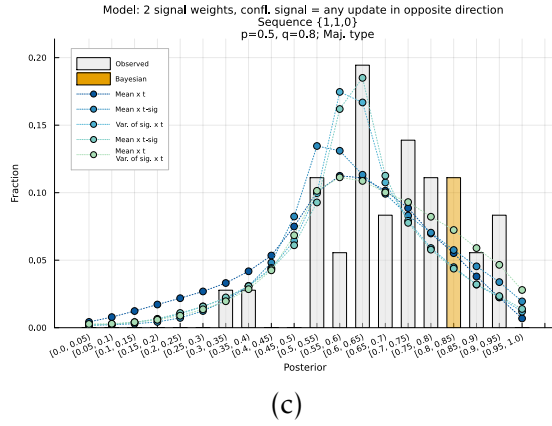 Model: 2 signal weights, confl. signal = any update in opposite direction
Sequence {1,1,0}
p=0.5, q=0.8; Maj. type
Observed
Bayesian
Mean x t
Mean x t-sig
Var. of sig. x t
Mean x t-sig
Mean x t
Var. of sig. x t
Fraction
0.20
0.15
0.10
0.05
0.00
[0.0, 0.05)
[0.05, 0.1)
[0.1, 0.15)
[0.15, 0.2)
[0.2, 0.25)
[0.25, 0.3)
[0.3, 0.35)
[0.35, 0.4)
[0.4, 0.45)
[0.45, 0.5)
[0.5, 0.55)
[0.55, 0.6)
[0.6, 0.65)
[0.65, 0.7)
[0.7, 0.75)
[0.75, 0.8)
[0.8, 0.85)
[0.85, 0.9)
[0.9, 0.95)
[0.95, 1.0)
Posterior
(c)